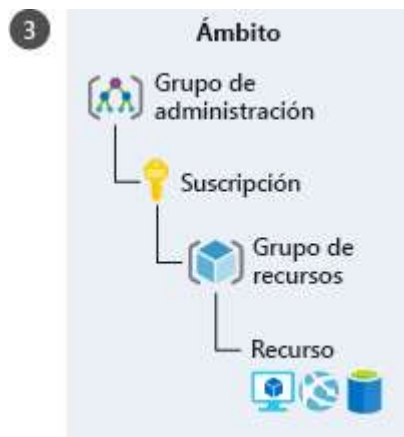 3
Ámbito
Grupo de
administración
Suscripción
Grupo de
recursos
Recurso